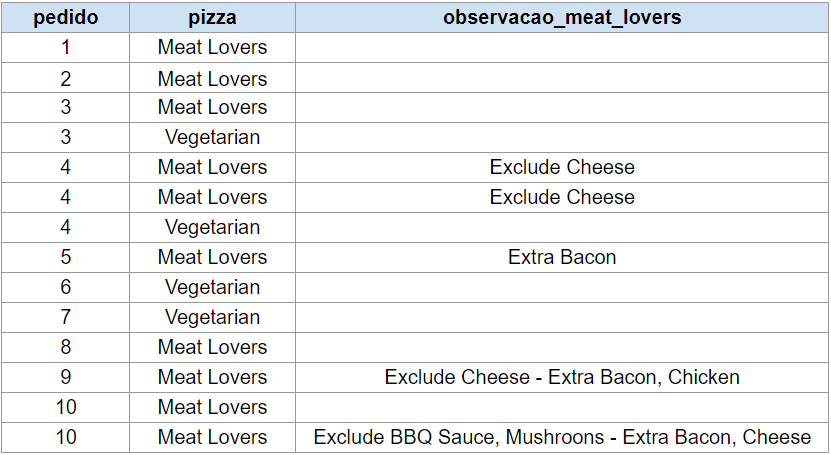 pedido pizza observacao_meat_lovers
1 Meat Lovers
2 Meat Lovers
3 Meat Lovers
3 Vegetarian
4 Meat Lovers Exclude Cheese
4 Meat Lovers Exclude Cheese
4 Vegetarian
5 Meat Lovers Extra Bacon
6 Vegetarian
7 Vegetarian
8 Meat Lovers
9 Meat Lovers Exclude Cheese - Extra Bacon, Chicken
10 Meat Lovers
10 Meat Lovers Exclude BBQ Sauce, Mushroons - Extra Bacon, Cheese